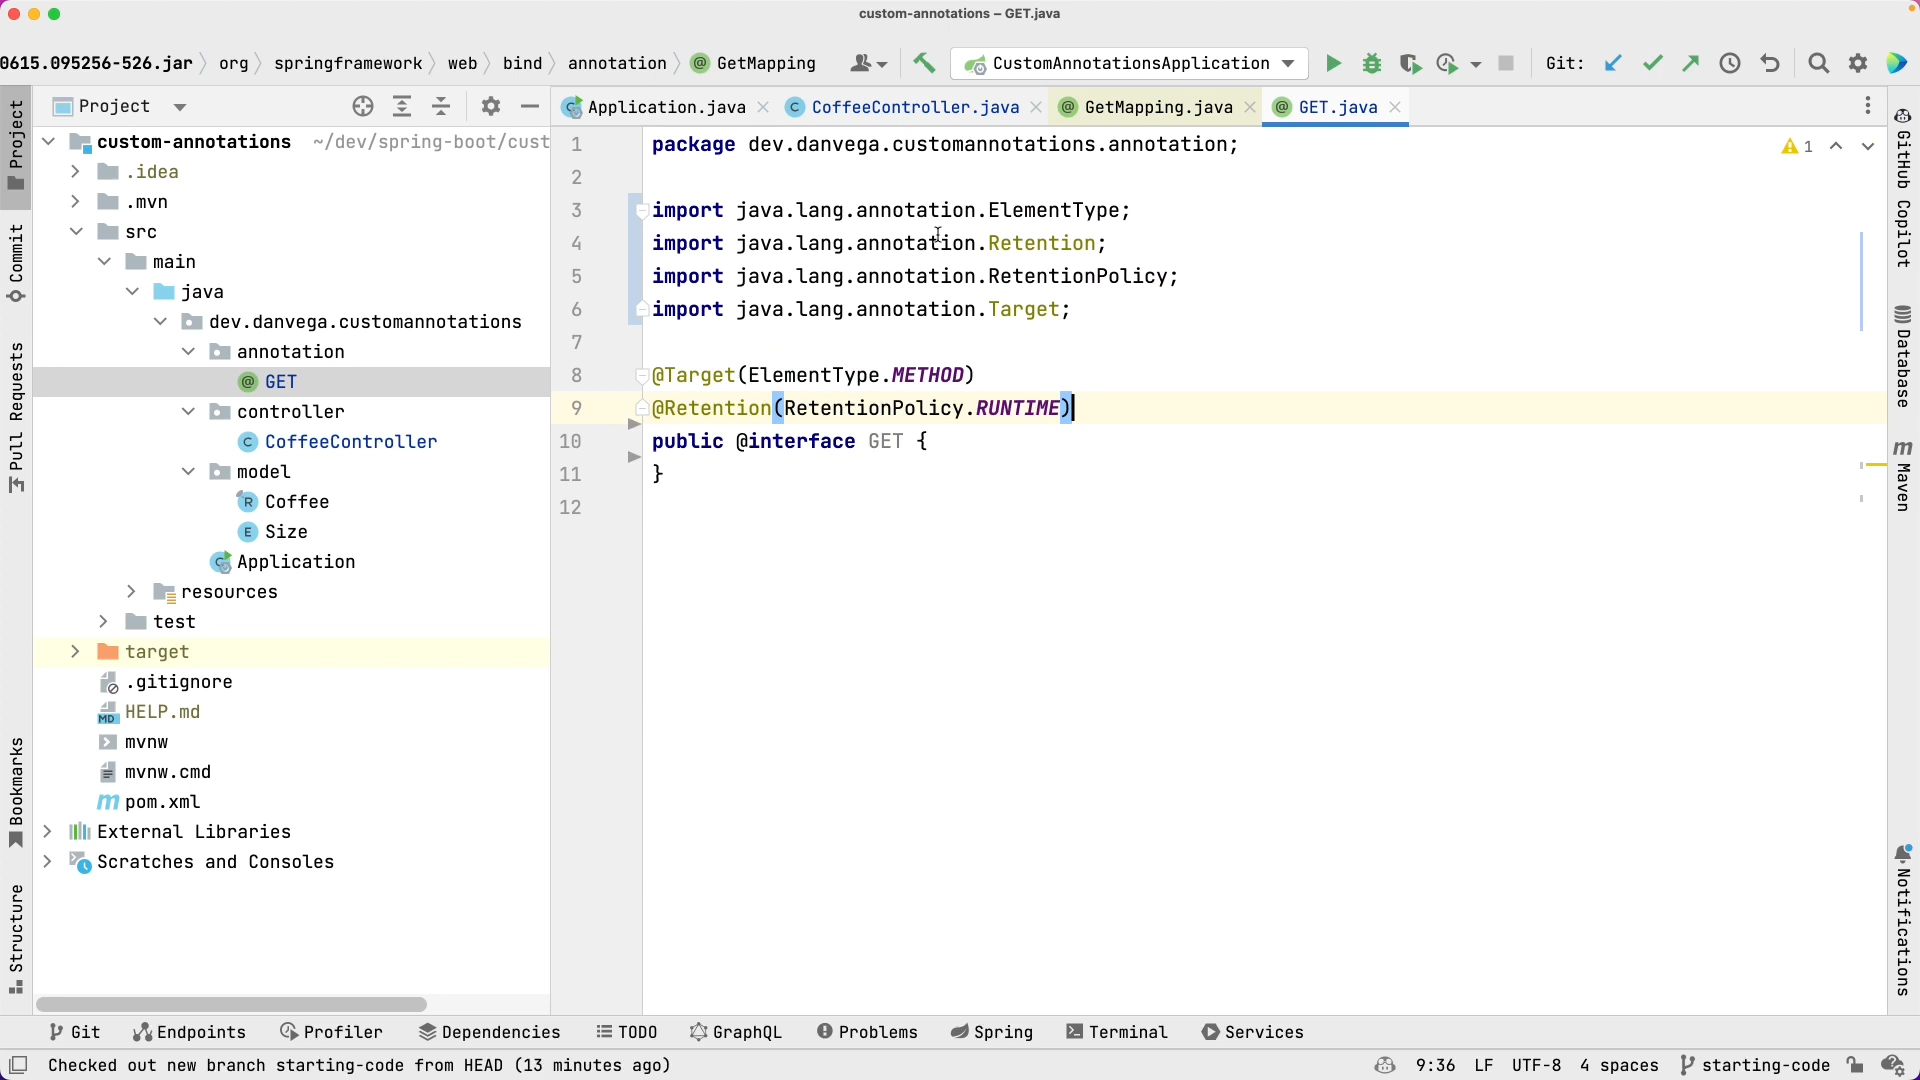 custom-annotations – GET.java
0615.095256-526.jar org springframework web bind annotation GetMapping
CustomAnnotationsApplication
Git:
Project
Application.java
CoffeeController.java
GetMapping.java
GET.java
custom-annotations ~/dev/spring-boot/cust
.idea
.mvn
src
main
java
dev.danvega.customannotations
annotation
GET
controller
CoffeeController
model
Coffee
Size
Application
resources
test
target
.gitignore
HELP.md
mvnw
mvnw.cmd
pom.xml
External Libraries
Scratches and Consoles
1 package dev.danvega.customannotations.annotation;
2
3 import java.lang.annotation.ElementType;
4 import java.lang.annotation.Retention;
5 import java.lang.annotation.RetentionPolicy;
6 import java.lang.annotation.Target;
7
8 @Target(ElementType.METHOD)
9 @Retention(RetentionPolicy.RUNTIME)
10 public @interface GET {
11 }
12
1
Project
Commit
Pull Requests
Bookmarks
Structure
GitHub Copilot
Database
Maven
Notifications
Git Endpoints Profiler Dependencies TODO GraphQL Problems Spring Terminal Services
Checked out new branch starting-code from HEAD (13 minutes ago)
9:36 LF UTF-8 4 spaces starting-code